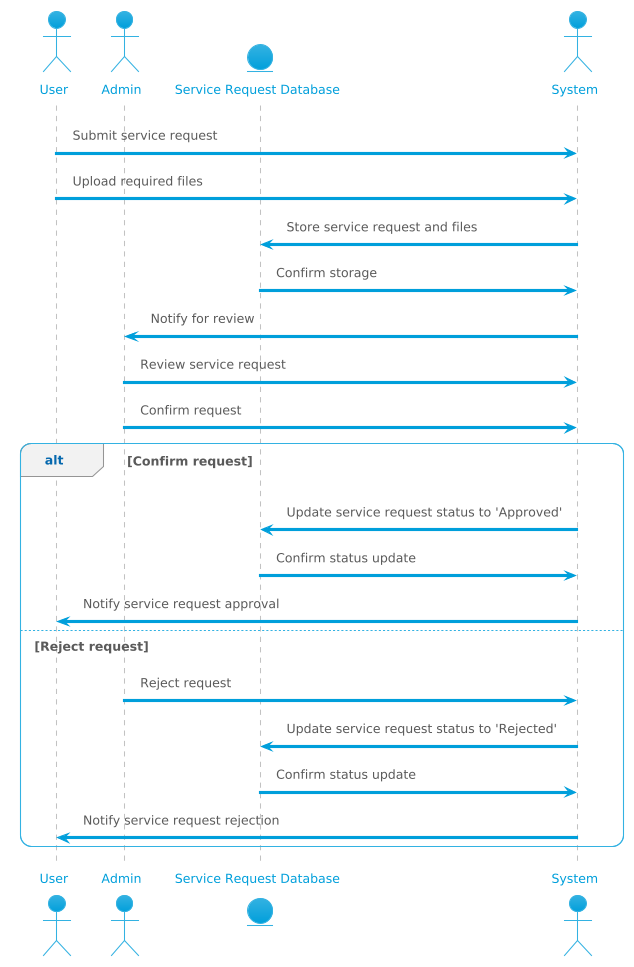 User Admin Service Request Database System
Submit service request
Upload required files
Store service request and files
Confirm storage
Notify for review
Review service request
Confirm request
alt [Confirm request]
Update service request status to 'Approved'
Confirm status update
Notify service request approval
[Reject request]
Reject request
Update service request status to 'Rejected'
Confirm status update
Notify service request rejection
User Admin Service Request Database System